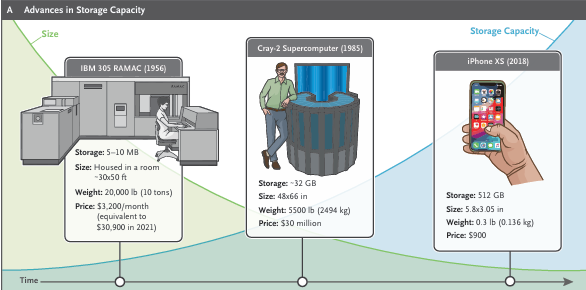 A Advances in Storage Capacity
Size
Storage Capacity
IBM 305 RAMAC (1956)
Storage: 5–10 MB
Size: Housed in a room
~30x50 ft
Weight: 20,000 lb (10 tons)
Price: $3,200/month
(equivalent to
$30,900 in 2021)
Cray-2 Supercomputer (1985)
Storage: ~32 GB
Size: 48x66 in
Weight: 5500 lb (2494 kg)
Price: $30 million
iPhone XS (2018)
Storage: 512 GB
Size: 5.8x3.05 in
Weight: 0.3 lb (0.136 kg)
Price: $900
Time